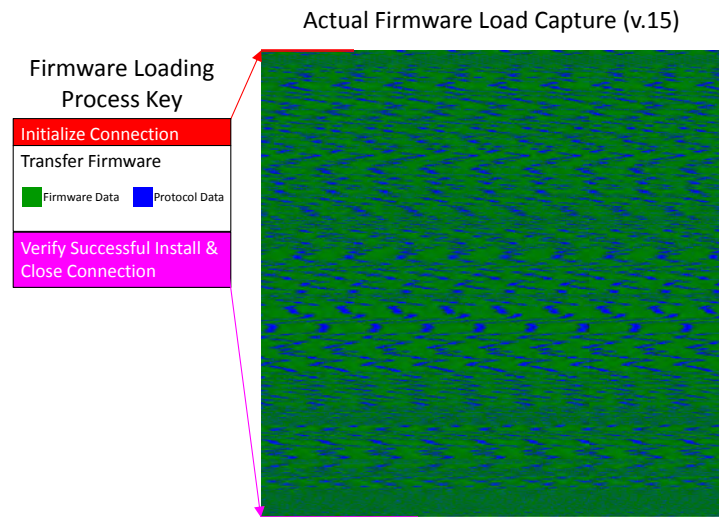 Actual Firmware Load Capture (v.15)
Firmware Loading
Process Key
Initialize Connection
Transfer Firmware
Firmware Data
Protocol Data
Verify Successful Install &
Close Connection